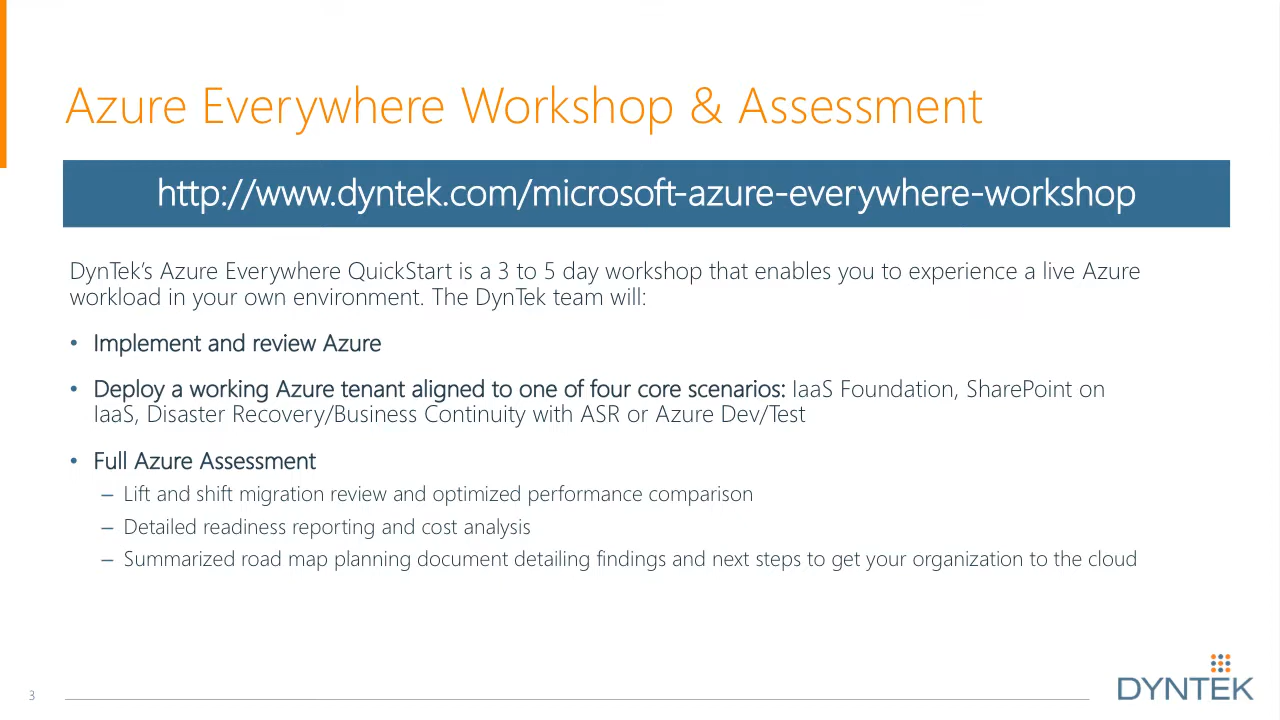 Azure Everywhere Workshop & Assessment
http://www.dyntek.com/microsoft-azure-everywhere-workshop
DynTek’s Azure Everywhere QuickStart is a 3 to 5 day workshop that enables you to experience a live Azure
workload in your own environment. The DynTek team will:
• Implement and review Azure
• Deploy a working Azure tenant aligned to one of four core scenarios: IaaS Foundation, SharePoint on
IaaS, Disaster Recovery/Business Continuity with ASR or Azure Dev/Test
• Full Azure Assessment
– Lift and shift migration review and optimized performance comparison
– Detailed readiness reporting and cost analysis
– Summarized road map planning document detailing findings and next steps to get your organization to the cloud
3
DYNTEK